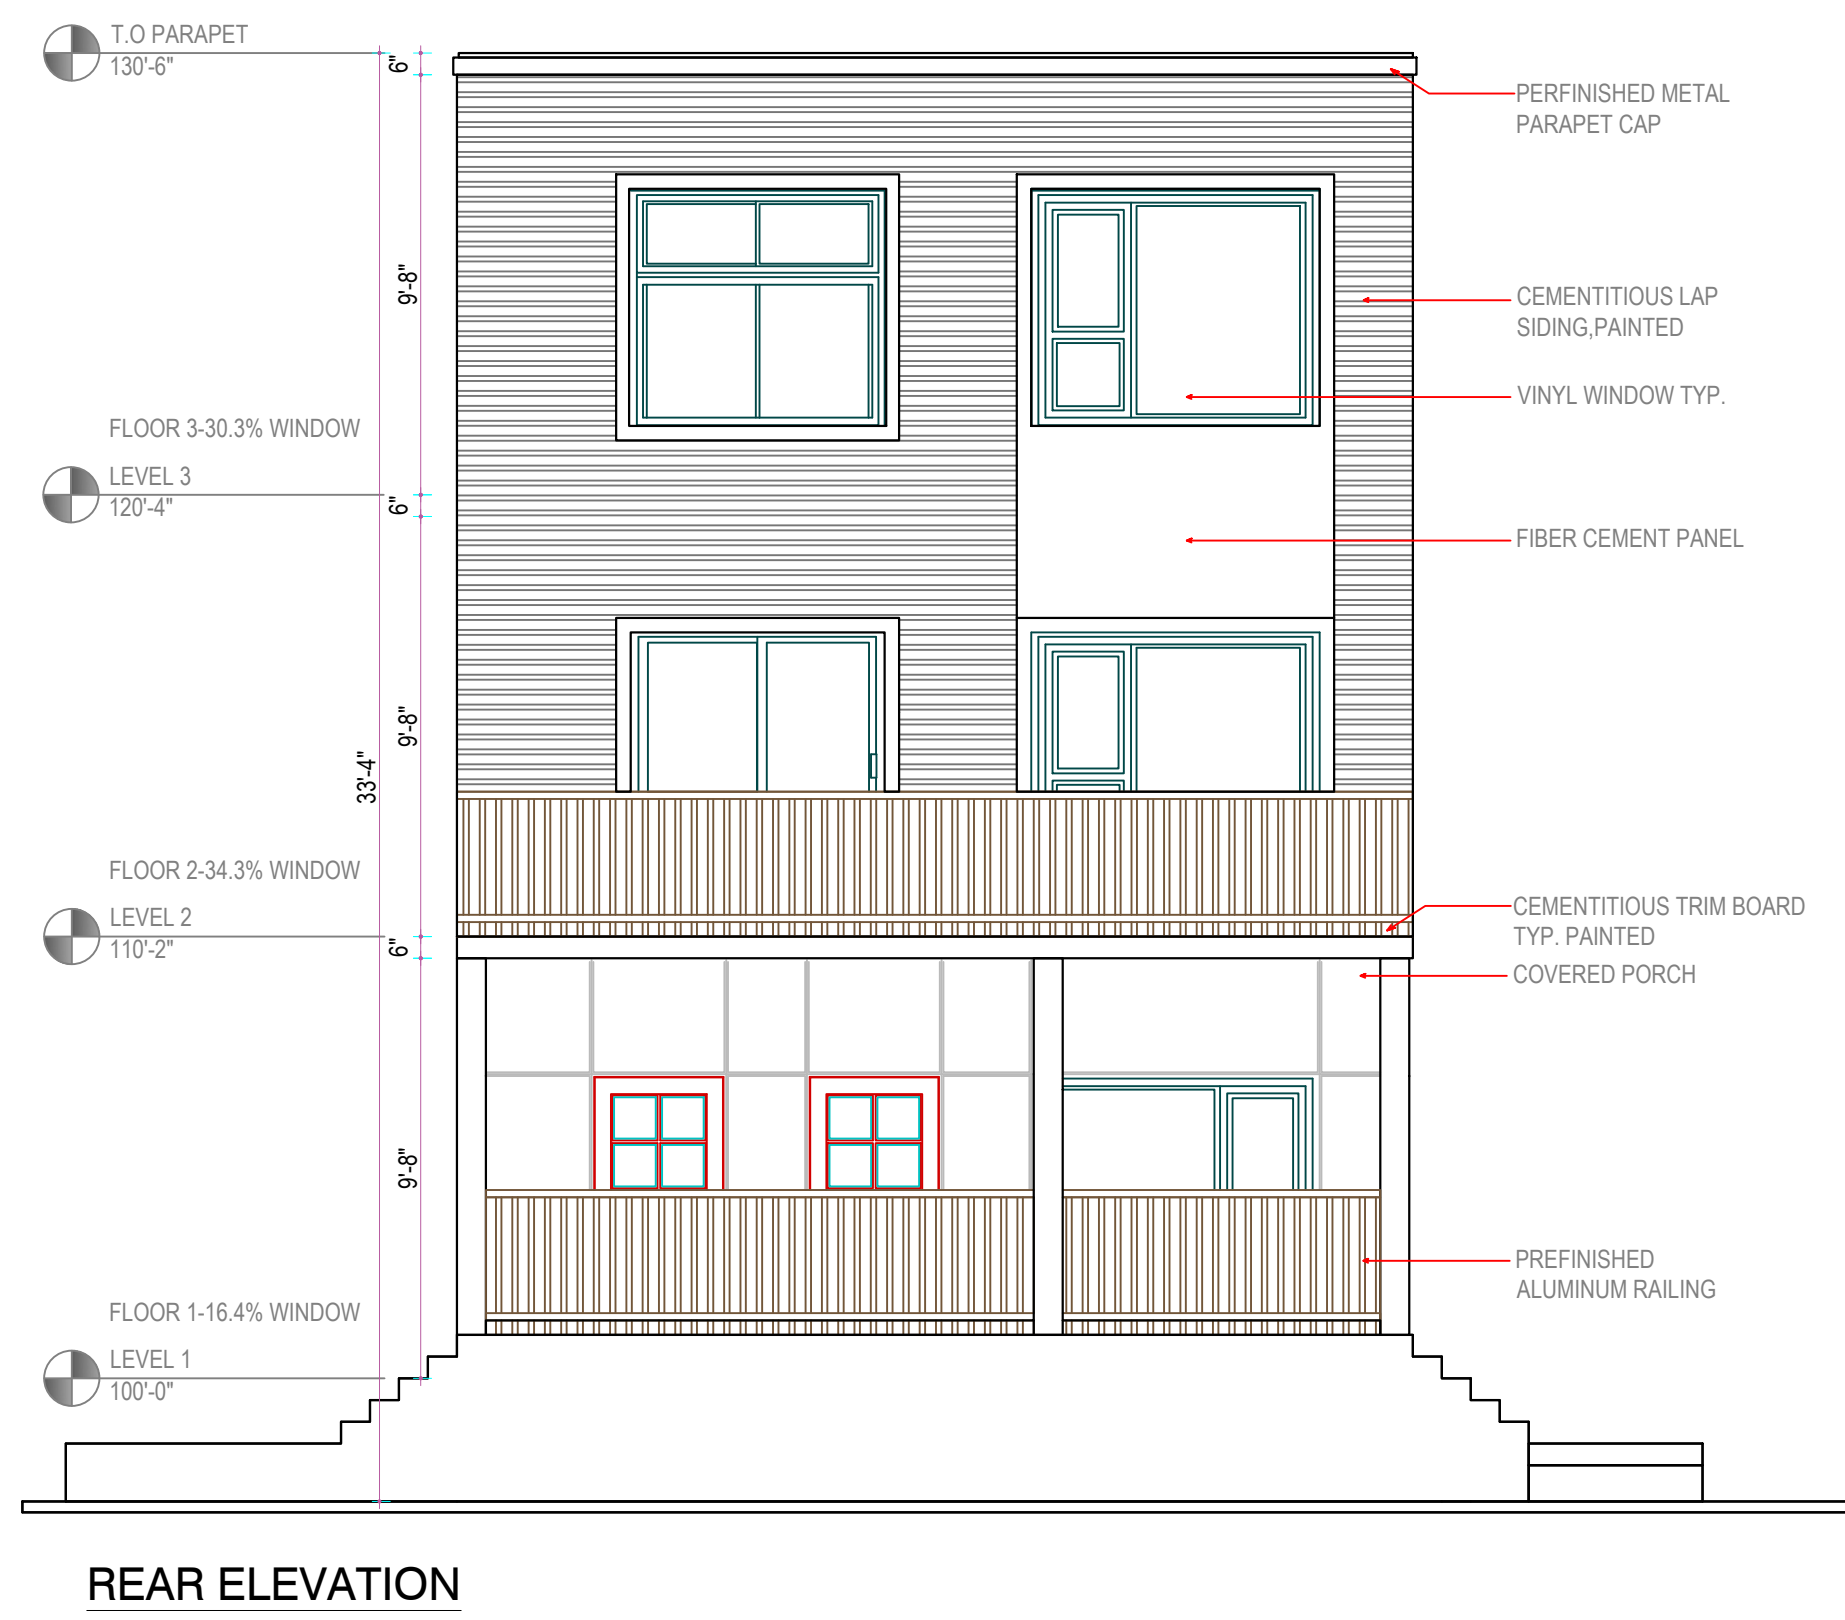 T.O PARAPET
130'-6"
6"
PERFINISHED METAL
PARAPET CAP
9'-8"
CEMENTITIOUS LAP
SIDING,PAINTED
VINYL WINDOW TYP.
FLOOR 3-30.3% WINDOW
LEVEL 3
120'-4"
6"
FIBER CEMENT PANEL
9'-8"
33'-4"
FLOOR 2-34.3% WINDOW
LEVEL 2
110'-2"
6"
CEMENTITIOUS TRIM BOARD
TYP. PAINTED
COVERED PORCH
9'-8"
PREFINISHED
ALUMINUM RAILING
FLOOR 1-16.4% WINDOW
LEVEL 1
100'-0"
REAR ELEVATION